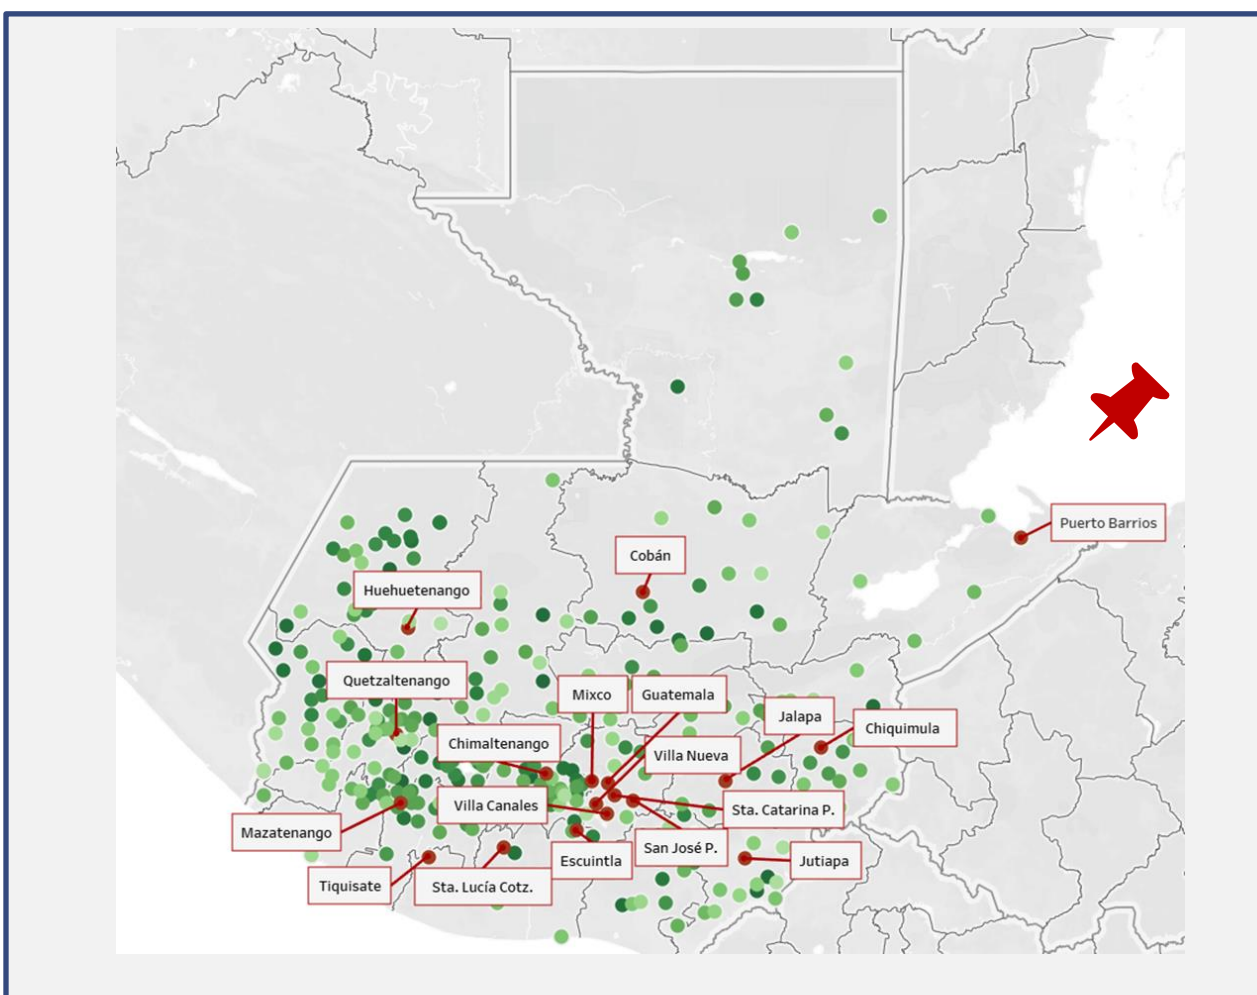 Puerto Barrios
Cobán
Huehuetenango
Quetzaltenango
Mixco
Guatemala
Jalapa
Chiquimula
Chimaltenango
Villa Nueva
Villa Canales
Sta. Catarina P.
Mazatenango
San José P.
Escuintla
Jutiapa
Tiquisate
Sta. Lucía Cotz.